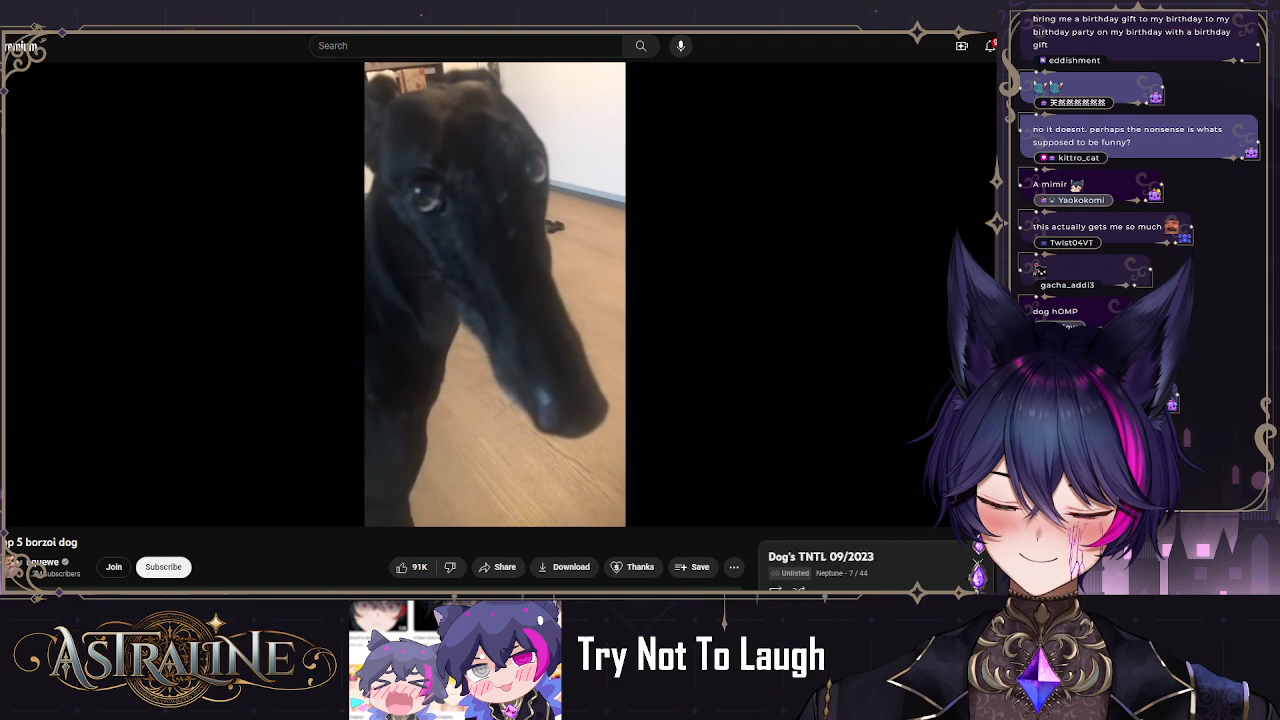 Search
bring me a birthday gift to my birthday to my
birthday party on my birthday with a birthday
gift
eddishment
天然然然然然然
no it doesnt. perhaps the nonsense is whats
supposed to be funny?
kittro_cat
A mimir
Yaokokomi
this actually gets me so much
Twist04VT
gacha_addi3
dog hOMP
5 borzoi dog
Join
Subscribe
91K
Share
Download
Thanks
Save
Dog's TNTL 09/2023
Unlisted
Neptune - 7 / 44
ASTRALINE
Try Not To Laugh